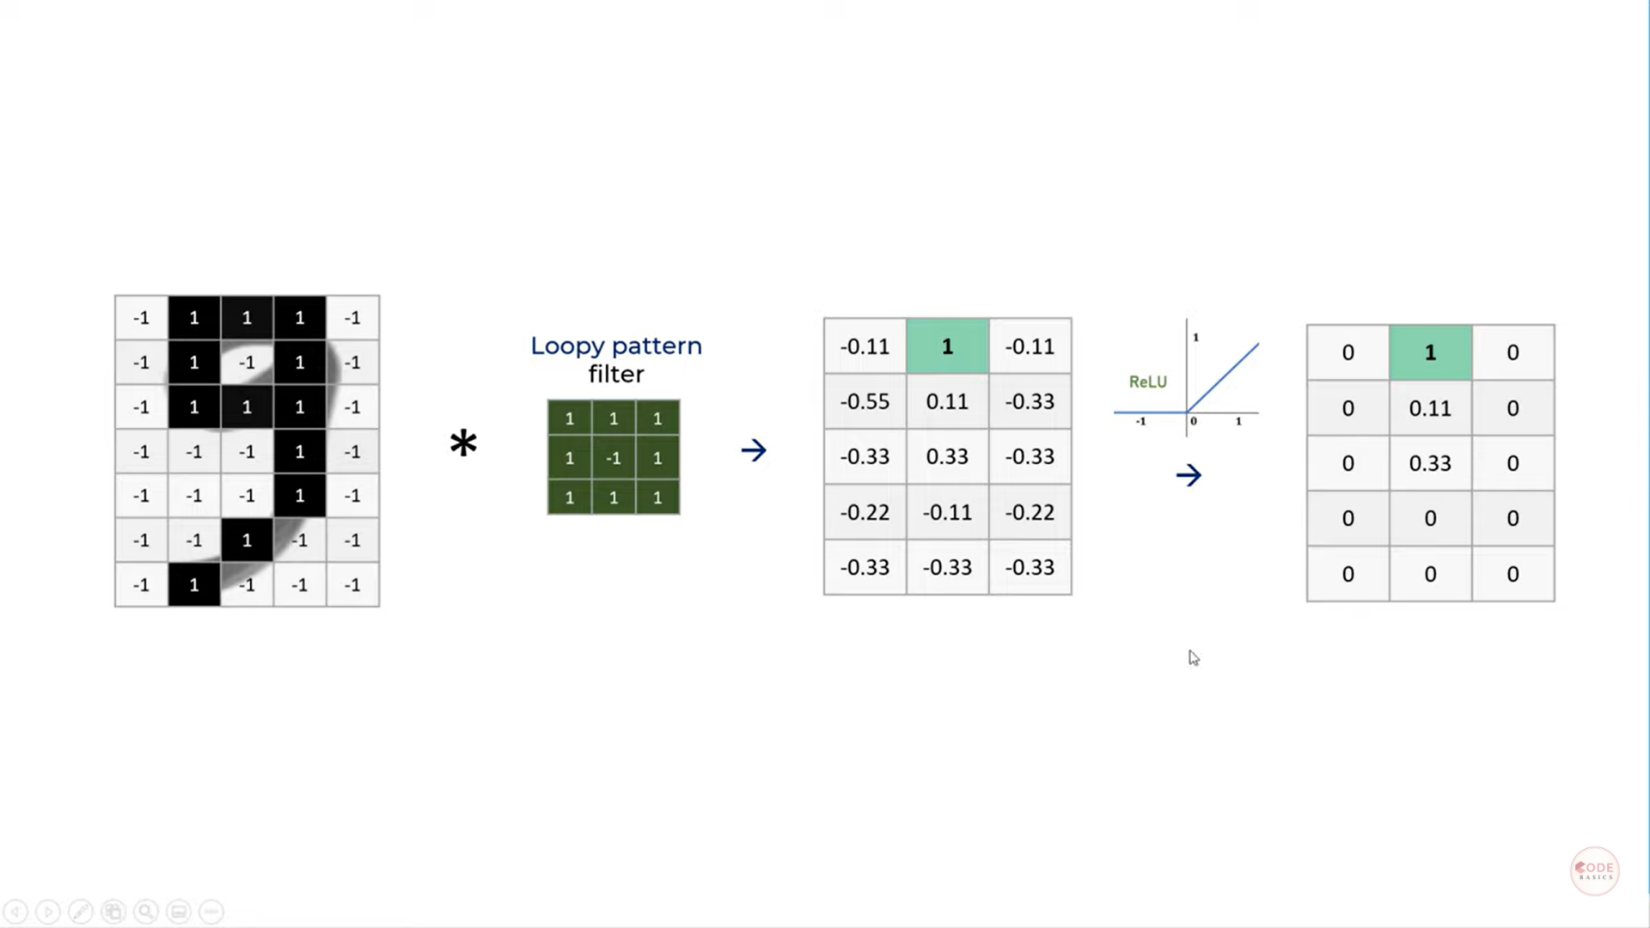 -1 1 1 1 -1
-1 1 -1 1 -1
-1 1 1 1 -1
-1 -1 -1 1 -1
-1 -1 -1 1 -1
-1 -1 1 -1 -1
-1 1 -1 -1 -1
*
Loopy pattern
filter
1 1 1
1 -1 1
1 1 1
→
-0.11 1 -0.11
-0.55 0.11 -0.33
-0.33 0.33 -0.33
-0.22 -0.11 -0.22
-0.33 -0.33 -0.33
1
ReLU
-1 0 1
→
0 1 0
0 0.11 0
0 0.33 0
0 0 0
0 0 0
CODE
BASICS